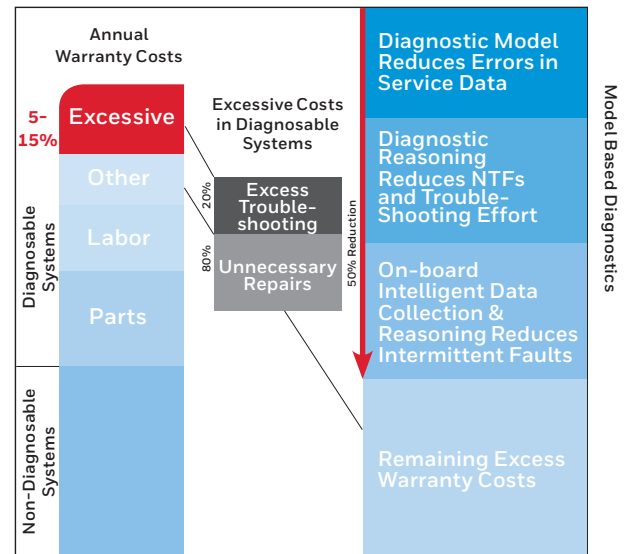 Annual
Warranty Costs
5-
15%
Excessive
Other
Labor
Parts
Diagnosable
Systems
Non-Diagnosable
Systems
Excessive Costs
in Diagnosable
Systems
20%
Excess
Trouble-
shooting
80%
Unnecessary
Repairs
50% Reduction
Diagnostic Model
Reduces Errors in
Service Data
Diagnostic
Reasoning
Reduces NTFs
and Trouble-
Shooting Effort
On-board
Intelligent Data
Collection &
Reasoning Reduces
Intermittent Faults
Remaining Excess
Warranty Costs
Model Based Diagnostics